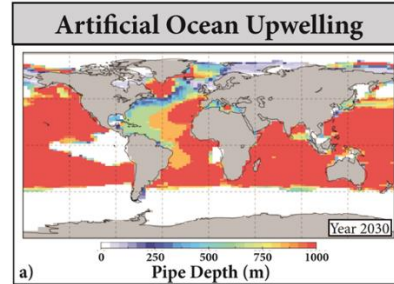 Artificial Ocean Upwelling
Year 2030
0 250 500 750 1000
a) Pipe Depth (m)